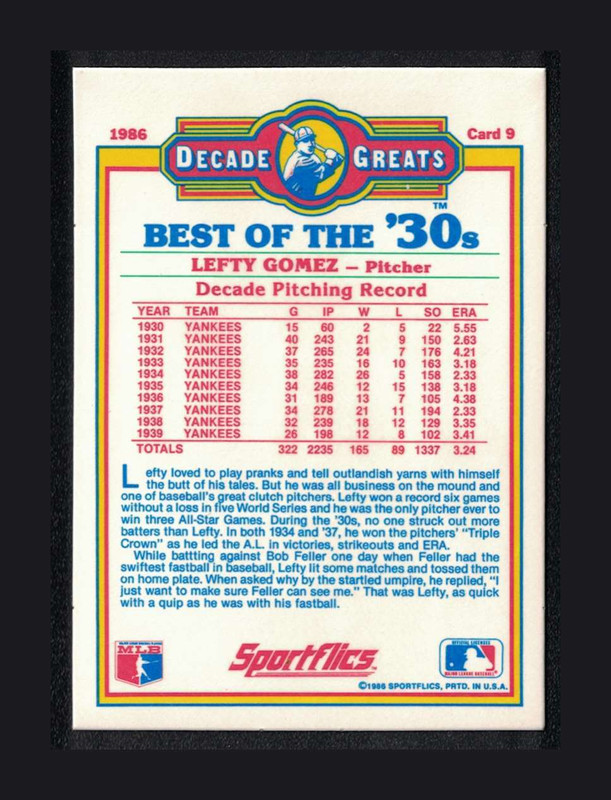 1986
Card 9
DECADE GREATS
TM
BEST OF THE '30s
LEFTY GOMEZ — Pitcher
Decade Pitching Record
YEAR TEAM G IP W L SO ERA
1930 YANKEES 15 60 2 5 22 5.55
1931 YANKEES 40 243 21 9 150 2.63
1932 YANKEES 37 265 24 7 176 4.21
1933 YANKEES 35 235 16 10 163 3.18
1934 YANKEES 38 282 26 5 158 2.33
1935 YANKEES 34 246 12 15 138 3.18
1936 YANKEES 31 189 13 7 105 4.38
1937 YANKEES 34 278 21 11 194 2.33
1938 YANKEES 32 239 18 12 129 3.35
1939 YANKEES 26 198 12 8 102 3.41
TOTALS 322 2235 165 89 1337 3.24
Lefty loved to play pranks and tell outlandish yarns with himself
the butt of his tales. But he was all business on the mound and
one of baseball's great clutch pitchers. Lefty won a record six games
without a loss in five World Series and he was the only pitcher ever to
win three All-Star Games. During the '30s, no one struck out more
batters than Lefty. In both 1934 and '37, he won the pitchers' "Triple
Crown" as he led the A.L. in victories, strikeouts and ERA.
While battting against Bob Feller one day when Feller had the
swiftest fastball in baseball, Lefty lit some matches and tossed them
on home plate. When asked why by the startled umpire, he replied, "I
just want to make sure Feller can see me." That was Lefty, as quick
with a quip as he was with his fastball.
MLB
Sportflics
OFFICIAL LICENSEE
MAJOR LEAGUE BASEBALL
©1986 SPORTFLICS, PRTD. IN U.S.A.